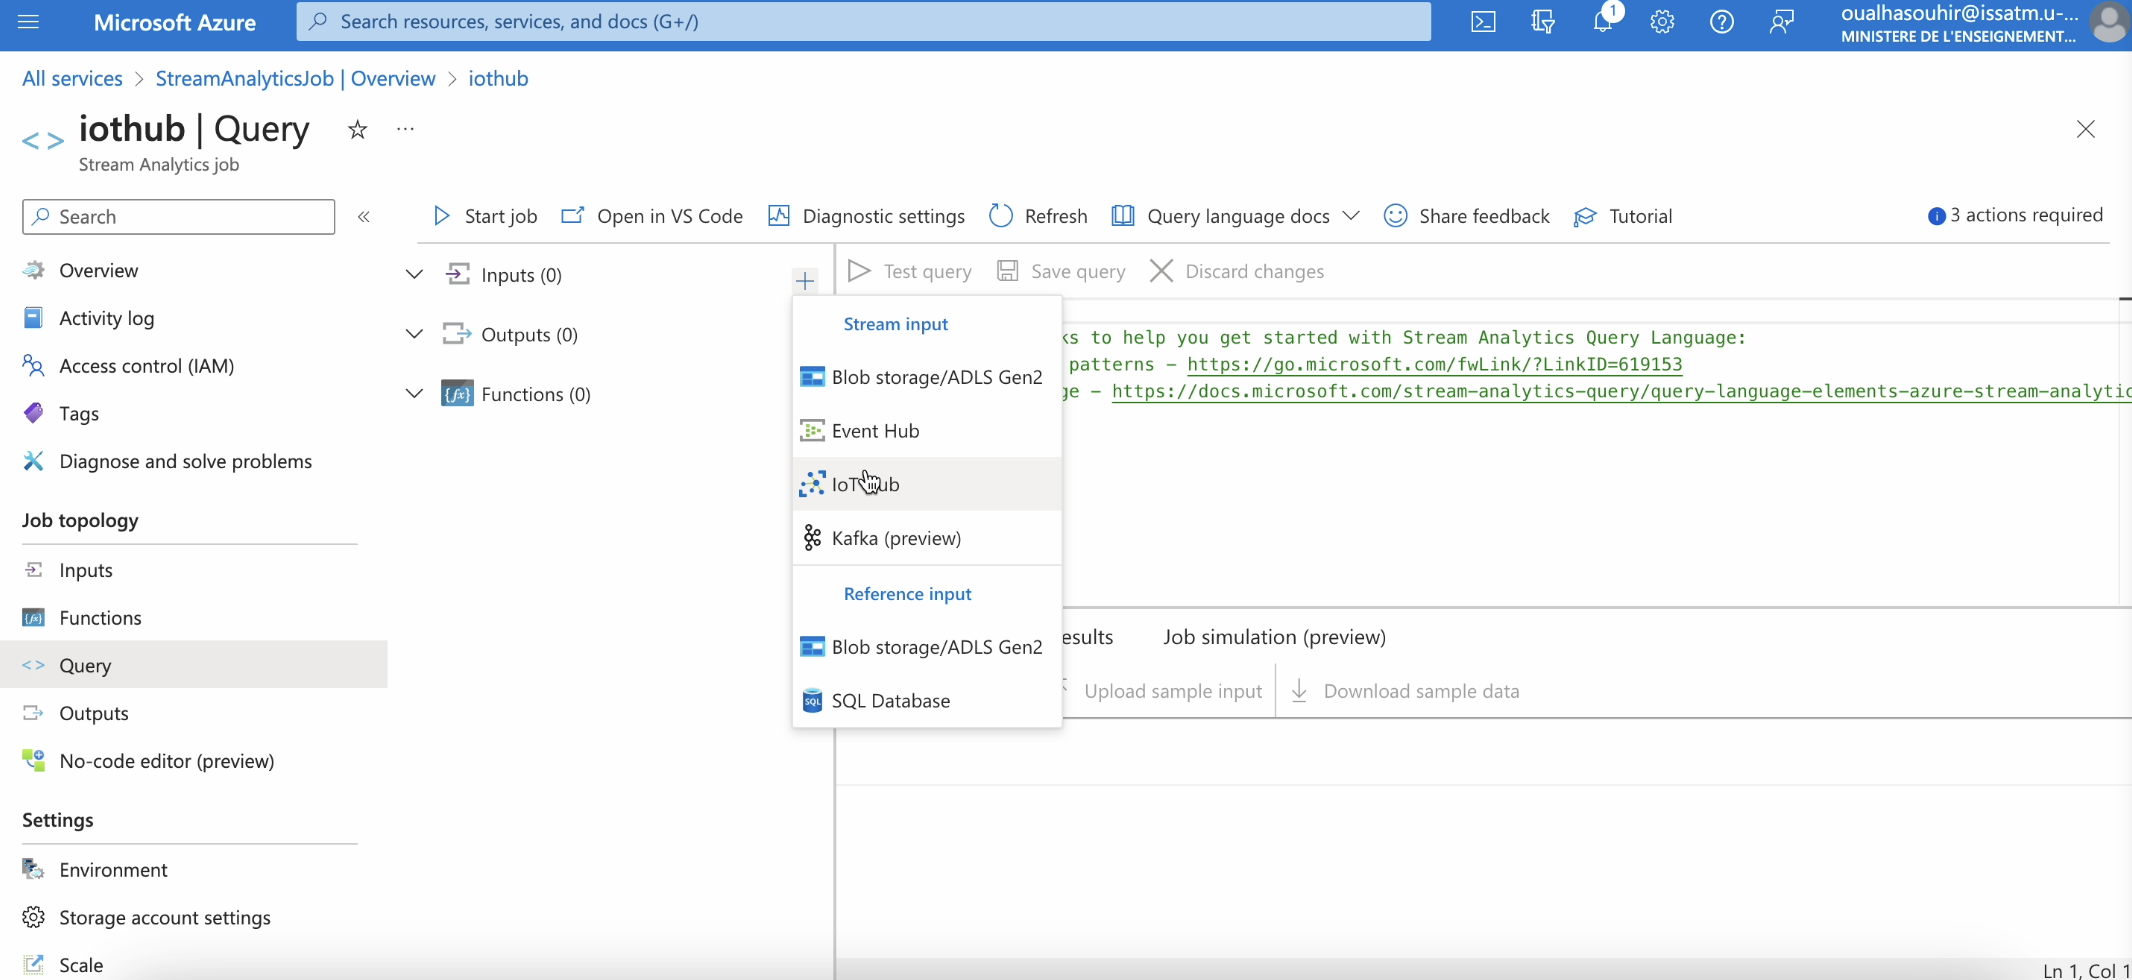 Microsoft Azure
Search resources, services, and docs (G+/)
1
oualhasouhir@issatm.u-...
MINISTERE DE L'ENSEIGNEMENT...
All services > StreamAnalyticsJob | Overview > iothub
iothub | Query
Stream Analytics job
Search
Start job
Open in VS Code
Diagnostic settings
Refresh
Query language docs
Share feedback
Tutorial
3 actions required
Overview
Activity log
Access control (IAM)
Tags
Diagnose and solve problems
Job topology
Inputs
Functions
Query
Outputs
No-code editor (preview)
Settings
Environment
Storage account settings
Scale
Inputs (0)
Outputs (0)
Functions (0)
Stream input
Blob storage/ADLS Gen2
Event Hub
IoT Hub
Kafka (preview)
Reference input
Blob storage/ADLS Gen2
SQL Database
Test query
Save query
Discard changes
to help you get started with Stream Analytics Query Language:
patterns - https://go.microsoft.com/fwLink/?LinkID=619153
- https://docs.microsoft.com/stream-analytics-query/query-language-elements-azure-stream-analytic
esults
Job simulation (preview)
Upload sample input
Download sample data
Ln 1, Col 1